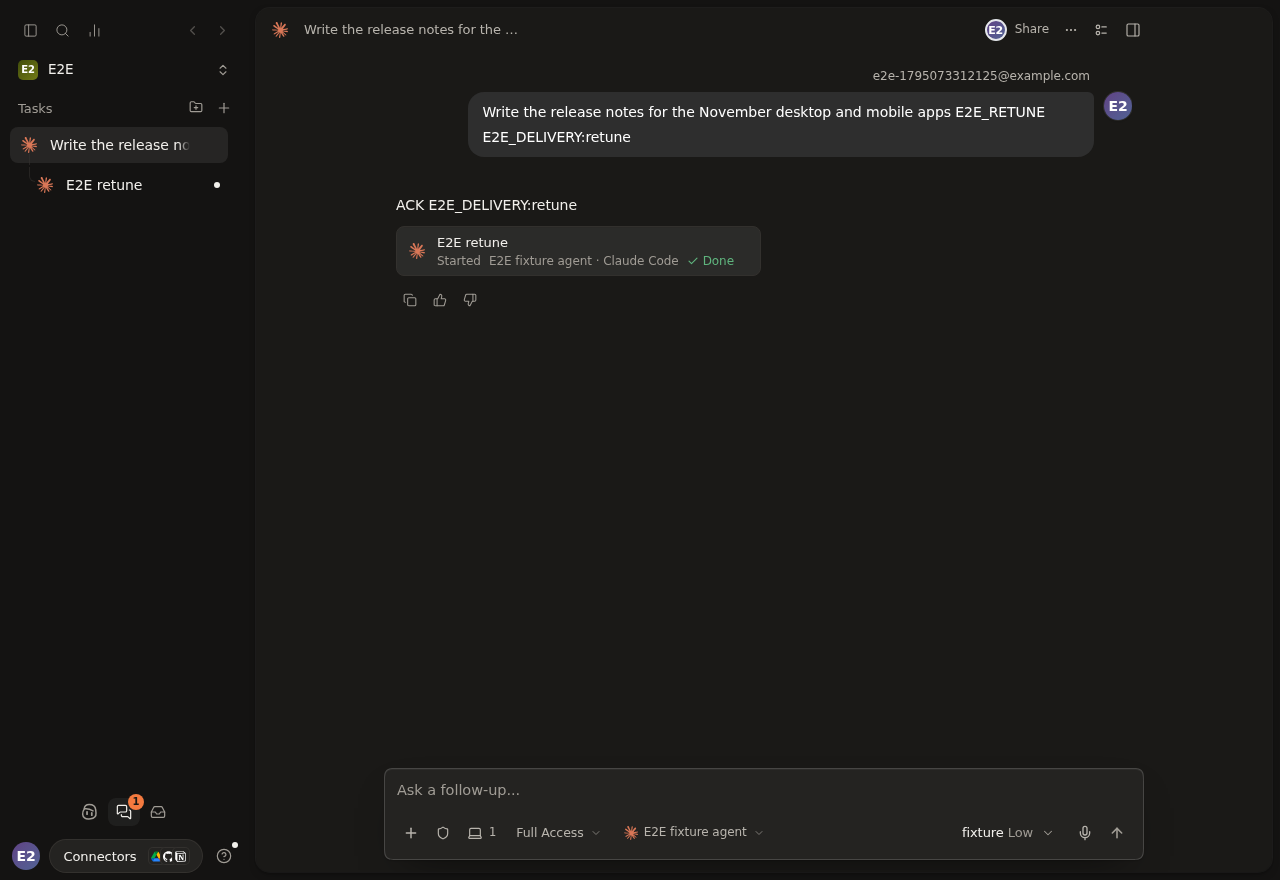 Write the release notes for the …
E2
Share
E2
E2E
Tasks
Write the release no
E2E retune
e2e-1795073312125@example.com
Write the release notes for the November desktop and mobile apps E2E_RETUNE
E2E_DELIVERY:retune
E2
ACK E2E_DELIVERY:retune
E2E retune
Started E2E fixture agent · Claude Code Done
Ask a follow-up...
1
Full Access
E2E fixture agent
fixture Low
1
E2
Connectors